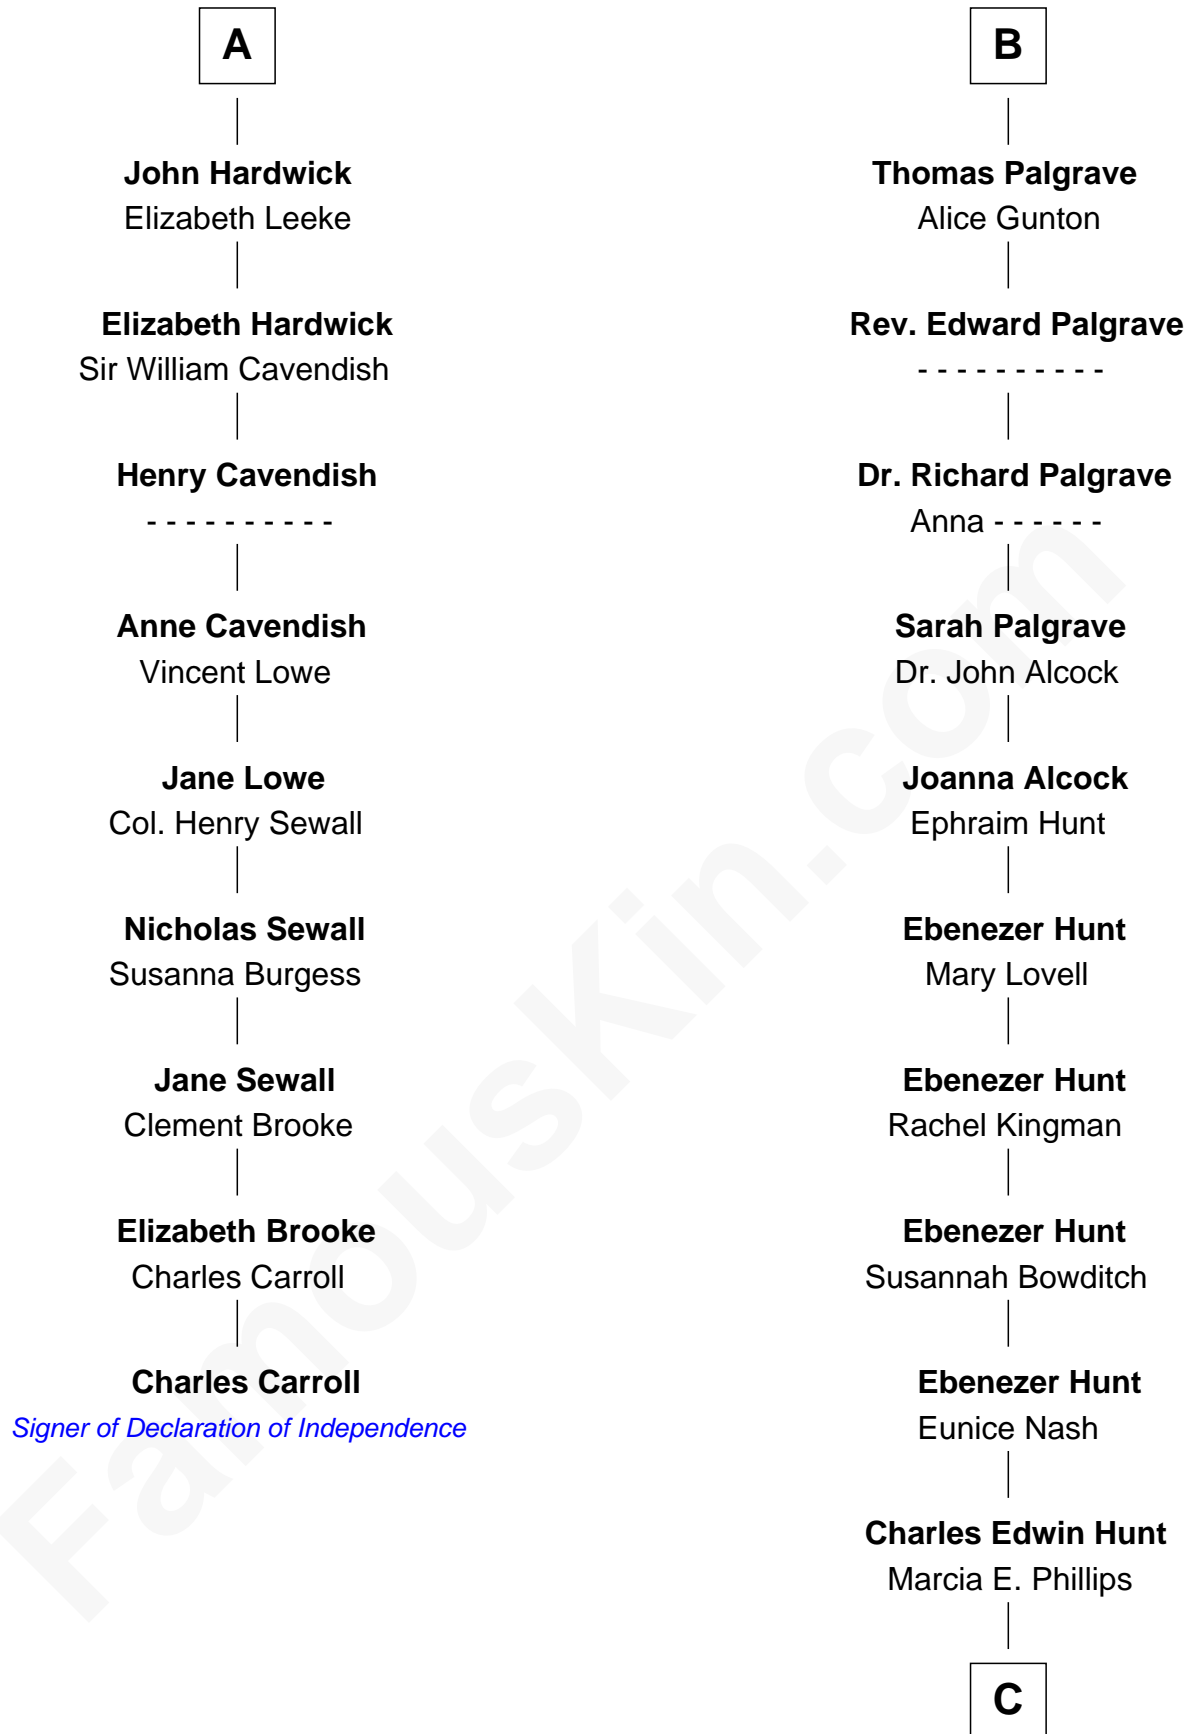 A
John Hardwick
Elizabeth Leeke
Elizabeth Hardwick
Sir William Cavendish
Henry Cavendish
- - - - - - - - - -
Anne Cavendish
Vincent Lowe
Jane Lowe
Col. Henry Sewall
Nicholas Sewall
Susanna Burgess
Jane Sewall
Clement Brooke
Elizabeth Brooke
Charles Carroll
Charles Carroll
Signer of Declaration of Independence
B
Thomas Palgrave
Alice Gunton
Rev. Edward Palgrave
- - - - - - - - - -
Dr. Richard Palgrave
Anna - - - - - -
Sarah Palgrave
Dr. John Alcock
Joanna Alcock
Ephraim Hunt
Ebenezer Hunt
Mary Lovell
Ebenezer Hunt
Rachel Kingman
Ebenezer Hunt
Susannah Bowditch
Ebenezer Hunt
Eunice Nash
Charles Edwin Hunt
Marcia E. Phillips
C
FamousKin.com